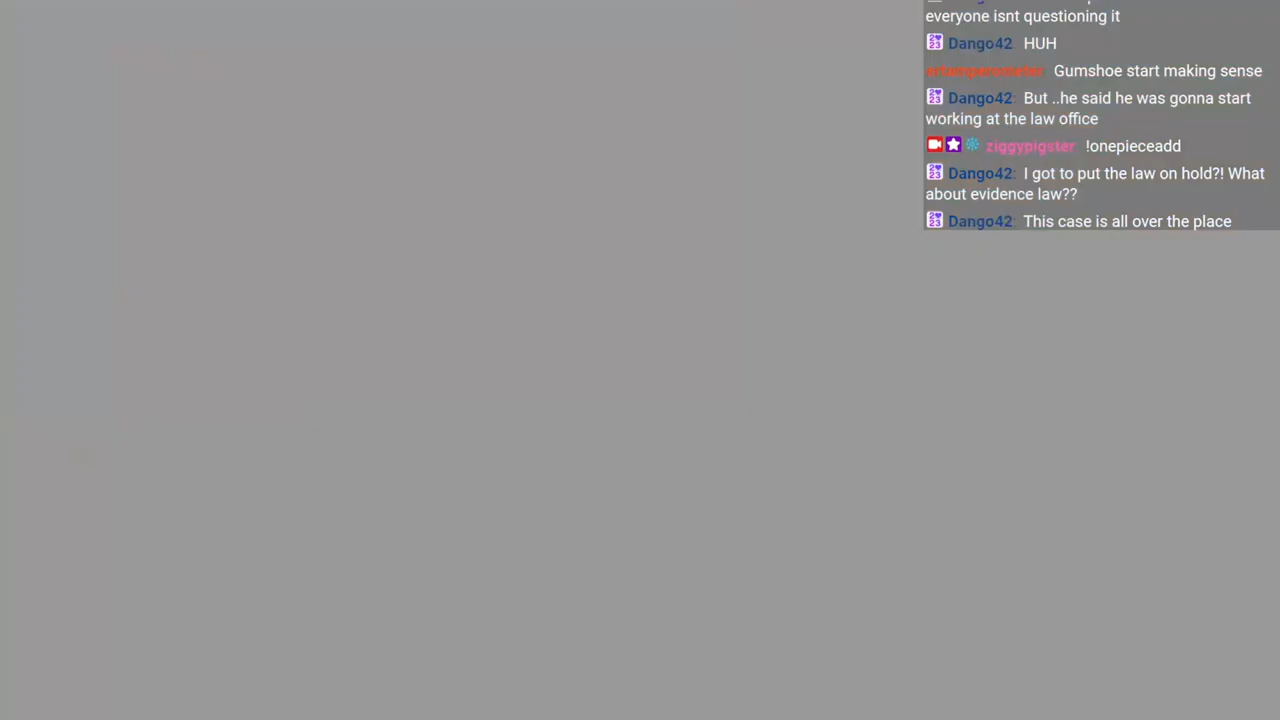 everyone isnt questioning it
Dango42: HUH
Gumshoe start making sense
Dango42: But ..he said he was gonna start
working at the law office
ziggypigster !onepieceadd
Dango42: I got to put the law on hold?! What
about evidence law??
Dango42: This case is all over the place